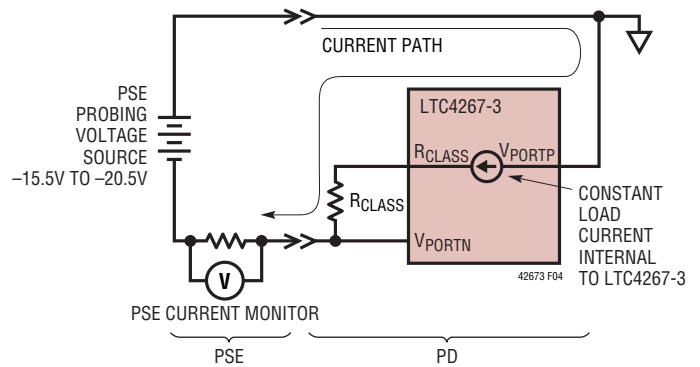 CURRENT PATH
PSE
PROBING
VOLTAGE
SOURCE
–15.5V TO –20.5V
LTC4267-3
RCLASS
VPORTP
RCLASS
VPORTN
CONSTANT
LOAD
CURRENT
INTERNAL
TO LTC4267-3
42673 F04
V
PSE CURRENT MONITOR
PSE
PD